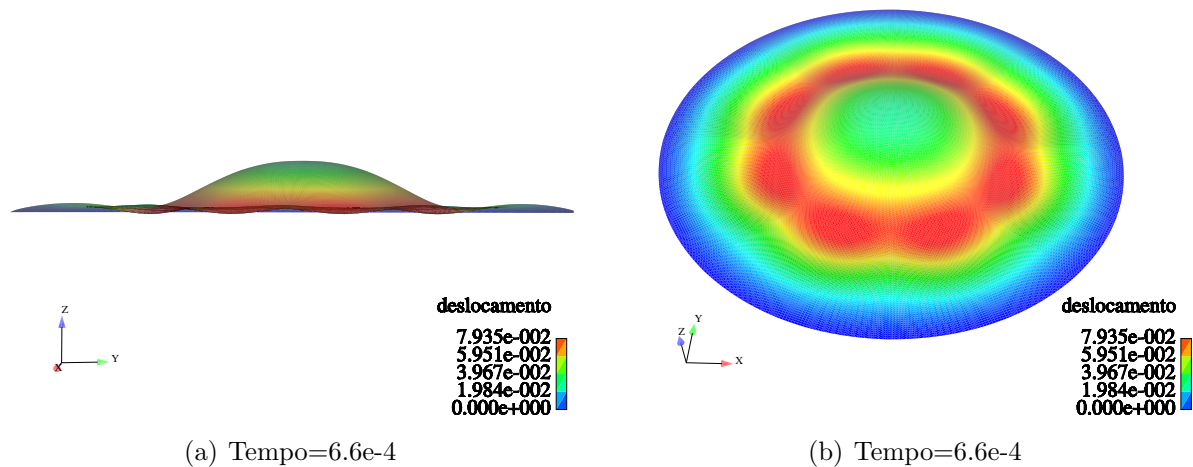 Z
Y
X
deslocamento
7.935e-002
5.951e-002
3.967e-002
1.984e-002
0.000e+000
(a) Tempo=6.6e-4
Y
Z
X
deslocamento
7.935e-002
5.951e-002
3.967e-002
1.984e-002
0.000e+000
(b) Tempo=6.6e-4